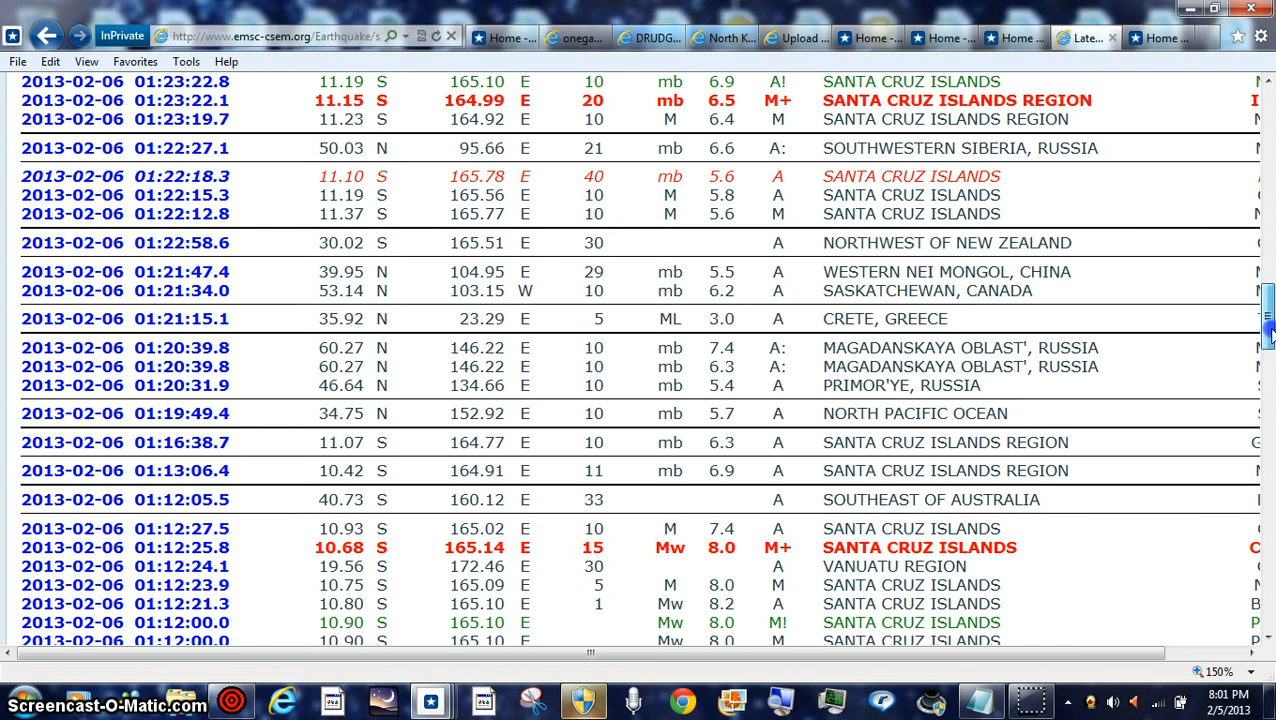 InPrivate http://www.emsc-csem.org/Earthquake/s Home -... onega... DRUDG... North K... Upload ... Home -... Home -... Home ... Late... Home ...
File Edit View Favorites Tools Help
2013-02-06 01:23:22.8 11.19 S 165.10 E 10 mb 6.9 A! SANTA CRUZ ISLANDS
2013-02-06 01:23:22.1 11.15 S 164.99 E 20 mb 6.5 M+ SANTA CRUZ ISLANDS REGION
2013-02-06 01:23:19.7 11.23 S 164.92 E 10 M 6.4 M SANTA CRUZ ISLANDS REGION
2013-02-06 01:22:27.1 50.03 N 95.66 E 21 mb 6.6 A: SOUTHWESTERN SIBERIA, RUSSIA
2013-02-06 01:22:18.3 11.10 S 165.78 E 40 mb 5.6 A SANTA CRUZ ISLANDS
2013-02-06 01:22:15.3 11.19 S 165.56 E 10 M 5.8 A SANTA CRUZ ISLANDS
2013-02-06 01:22:12.8 11.37 S 165.77 E 10 M 5.6 M SANTA CRUZ ISLANDS
2013-02-06 01:22:58.6 30.02 S 165.51 E 30 A NORTHWEST OF NEW ZEALAND
2013-02-06 01:21:47.4 39.95 N 104.95 E 29 mb 5.5 A WESTERN NEI MONGOL, CHINA
2013-02-06 01:21:34.0 53.14 N 103.15 W 10 mb 6.2 A SASKATCHEWAN, CANADA
2013-02-06 01:21:15.1 35.92 N 23.29 E 5 ML 3.0 A CRETE, GREECE
2013-02-06 01:20:39.8 60.27 N 146.22 E 10 mb 7.4 A: MAGADANSKAYA OBLAST', RUSSIA
2013-02-06 01:20:39.8 60.27 N 146.22 E 10 mb 6.3 A: MAGADANSKAYA OBLAST', RUSSIA
2013-02-06 01:20:31.9 46.64 N 134.66 E 10 mb 5.4 A PRIMOR'YE, RUSSIA
2013-02-06 01:19:49.4 34.75 N 152.92 E 10 mb 5.7 A NORTH PACIFIC OCEAN
2013-02-06 01:16:38.7 11.07 S 164.77 E 10 mb 6.3 A SANTA CRUZ ISLANDS REGION
2013-02-06 01:13:06.4 10.42 S 164.91 E 11 mb 6.9 A SANTA CRUZ ISLANDS REGION
2013-02-06 01:12:05.5 40.73 S 160.12 E 33 A SOUTHEAST OF AUSTRALIA
2013-02-06 01:12:27.5 10.93 S 165.02 E 10 M 7.4 A SANTA CRUZ ISLANDS
2013-02-06 01:12:25.8 10.68 S 165.14 E 15 Mw 8.0 M+ SANTA CRUZ ISLANDS
2013-02-06 01:12:24.1 19.56 S 172.46 E 30 A VANUATU REGION
2013-02-06 01:12:23.9 10.75 S 165.09 E 5 M 8.0 M SANTA CRUZ ISLANDS
2013-02-06 01:12:21.3 10.80 S 165.10 E 1 Mw 8.2 A SANTA CRUZ ISLANDS
2013-02-06 01:12:00.0 10.90 S 165.10 E Mw 8.0 M! SANTA CRUZ ISLANDS
2013-02-06 01:12:00.0 10.90 S 165.10 E Mw 8.0 M SANTA CRUZ ISLANDS
150%
Screencast-O-Matic.com
8:01 PM
2/5/2013